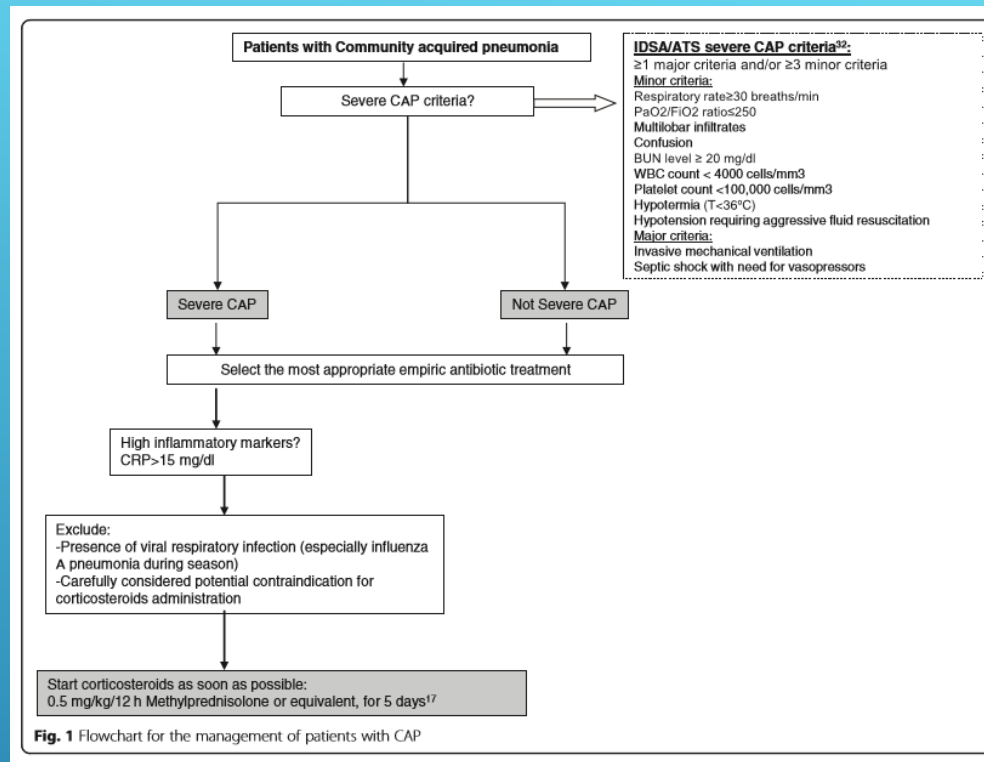 Patients with Community acquired pneumonia
Severe CAP criteria?
IDSA/ATS severe CAP criteria³²:
≥1 major criteria and/or ≥3 minor criteria
Minor criteria:
Respiratory rate≥30 breaths/min
PaO2/FiO2 ratio≤250
Multilobar infiltrates
Confusion
BUN level ≥ 20 mg/dl
WBC count < 4000 cells/mm3
Platelet count <100,000 cells/mm3
Hypotermia (T<36ºC)
Hypotension requiring aggressive fluid resuscitation
Major criteria:
Invasive mechanical ventilation
Septic shock with need for vasopressors
Severe CAP
Not Severe CAP
Select the most appropriate empiric antibiotic treatment
High inflammatory markers?
CRP>15 mg/dl
Exclude:
-Presence of viral respiratory infection (especially influenza
A pneumonia during season)
-Carefully considered potential contraindication for
corticosteroids administration
Start corticosteroids as soon as possible:
0.5 mg/kg/12 h Methylprednisolone or equivalent, for 5 days¹⁷
Fig. 1 Flowchart for the management of patients with CAP